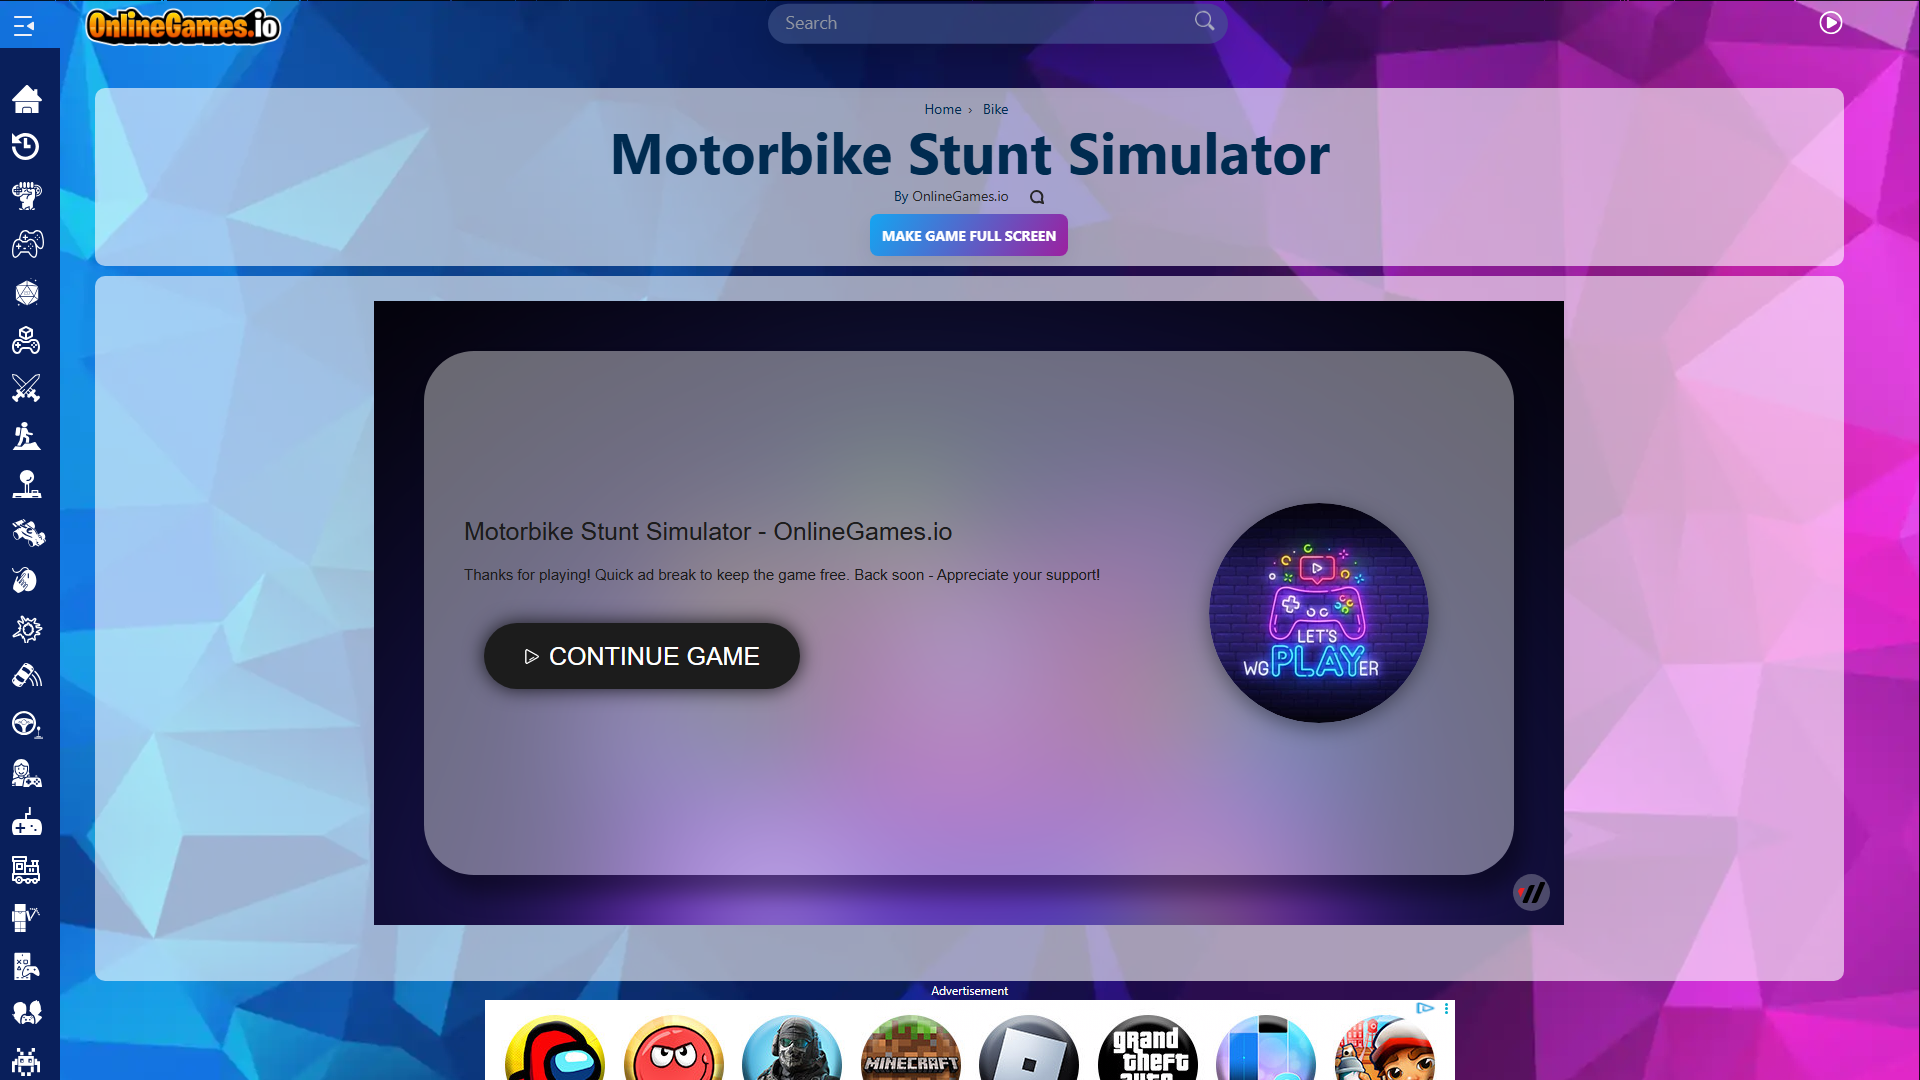 OnlineGames.io
Search
Home › Bike
Motorbike Stunt Simulator
By OnlineGames.io
MAKE GAME FULL SCREEN
Motorbike Stunt Simulator - OnlineGames.io
Thanks for playing! Quick ad break to keep the game free. Back soon - Appreciate your support!
CONTINUE GAME
LET'S
WGPLAYER
Advertisement
MINECRAFT
grand
theft
auto